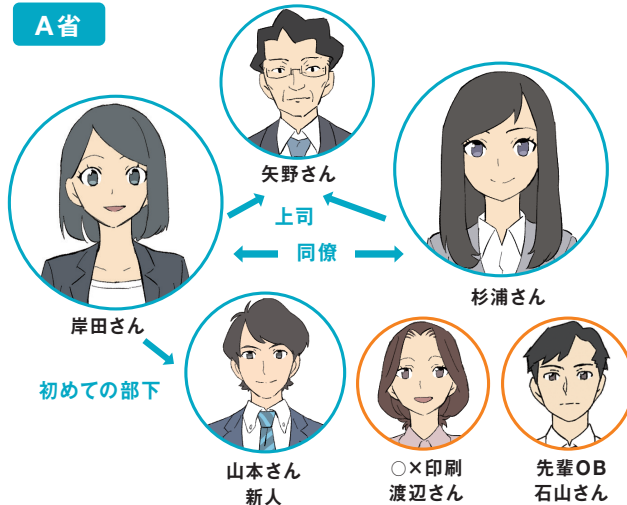 A省
矢野さん
上司
同僚
岸田さん
杉浦さん
初めての部下
山本さん
新人
○×印刷
渡辺さん
先輩OB
石山さん